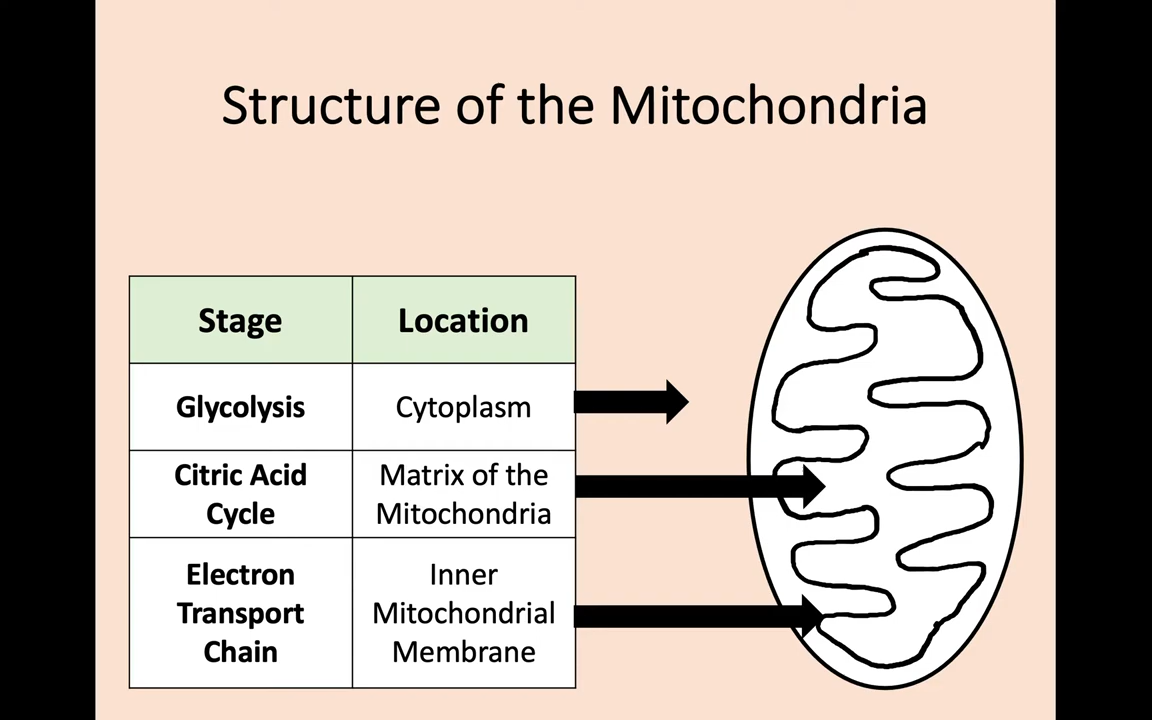 Structure of the Mitochondria
Stage
Location
Glycolysis
Cytoplasm
Citric Acid
Cycle
Matrix of the
Mitochondria
Electron
Transport
Chain
Inner
Mitochondrial
Membrane